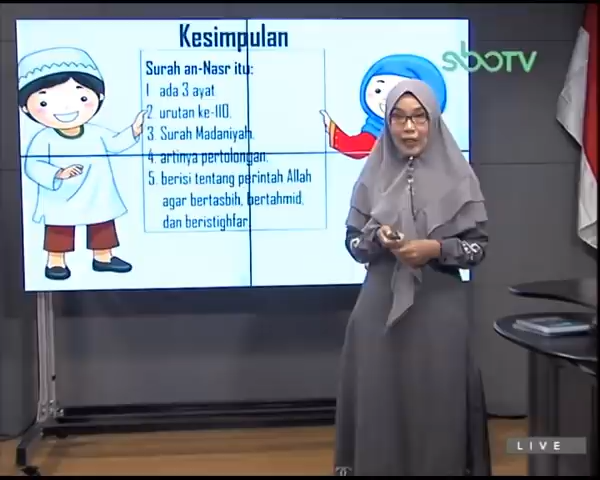 Kesimpulan
sboTV
Surah an-Nasr itu:
1 ada 3 ayat
2 urutan ke-110.
3 Surah Madaniyah.
4. artinya pertolongan.
5. berisi tentang perintah Allah
agar bertasbih, bertahmid,
dan beristighfar.
LIVE